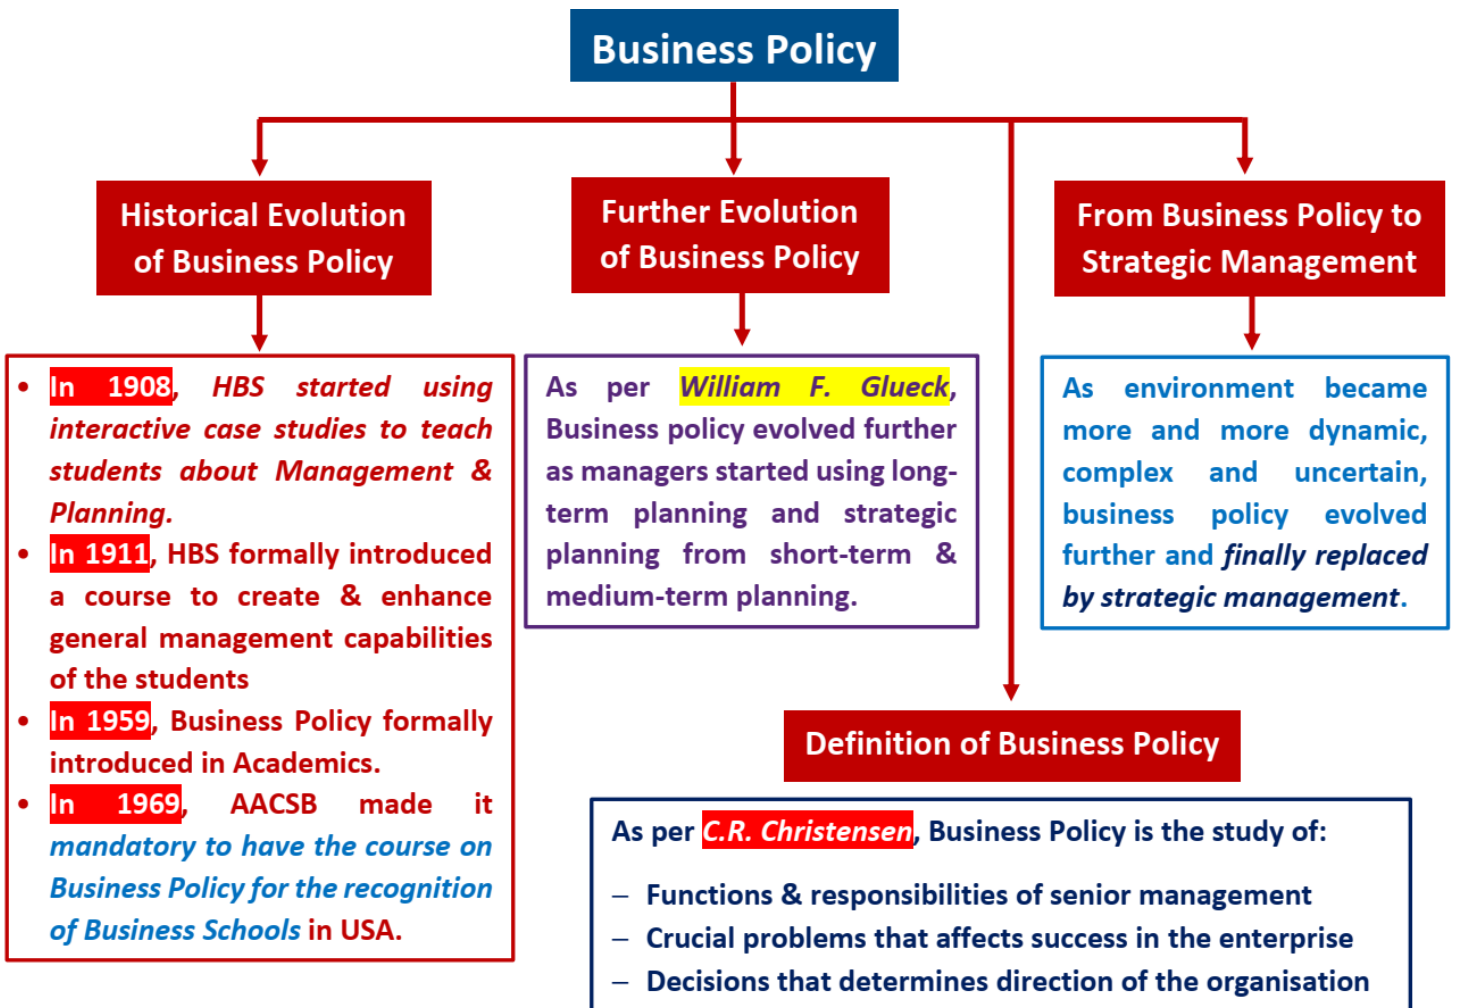 Business Policy
Historical Evolution
of Business Policy
• In 1908, HBS started using
interactive case studies to teach
students about Management &
Planning.
• In 1911, HBS formally introduced
a course to create & enhance
general management capabilities
of the students
• In 1959, Business Policy formally
introduced in Academics.
• In 1969, AACSB made it
mandatory to have the course on
Business Policy for the recognition
of Business Schools in USA.
Further Evolution
of Business Policy
As per William F. Glueck,
Business policy evolved further
as managers started using long-
term planning and strategic
planning from short-term &
medium-term planning.
From Business Policy to
Strategic Management
As environment became
more and more dynamic,
complex and uncertain,
business policy evolved
further and finally replaced
by strategic management.
Definition of Business Policy
As per C.R. Christensen, Business Policy is the study of:
– Functions & responsibilities of senior management
– Crucial problems that affects success in the enterprise
– Decisions that determines direction of the organisation